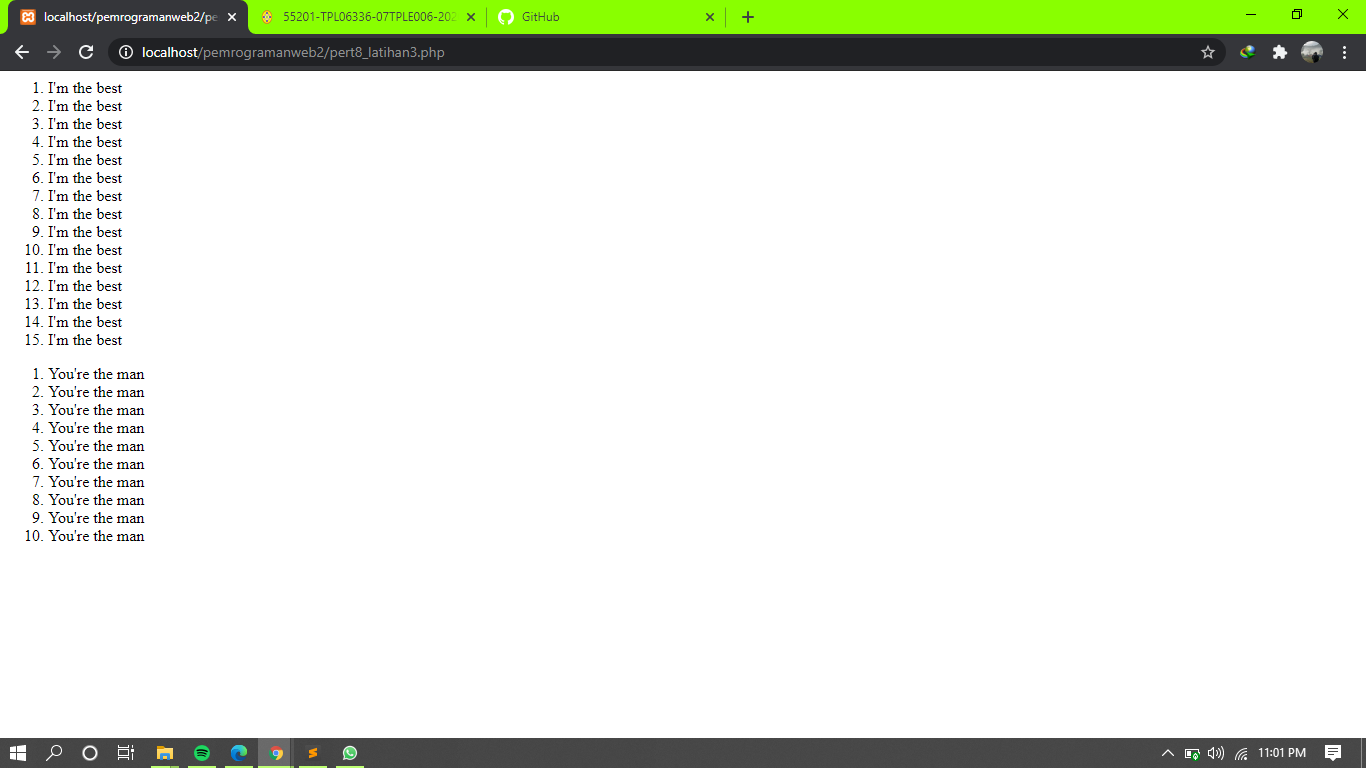 localhost/pemrogramanweb2/pe
55201-TPL06336-07TPLE006-202
GitHub
localhost/pemrogramanweb2/pert8_latihan3.php
1. I'm the best
2. I'm the best
3. I'm the best
4. I'm the best
5. I'm the best
6. I'm the best
7. I'm the best
8. I'm the best
9. I'm the best
10. I'm the best
11. I'm the best
12. I'm the best
13. I'm the best
14. I'm the best
15. I'm the best
1. You're the man
2. You're the man
3. You're the man
4. You're the man
5. You're the man
6. You're the man
7. You're the man
8. You're the man
9. You're the man
10. You're the man
11:01 PM